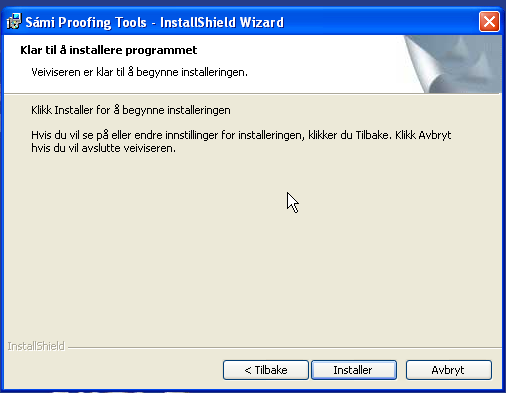 Sámi Proofing Tools - InstallShield Wizard
Klar til å installere programmet
Veiviseren er klar til å begynne installeringen.
Klikk Installer for å begynne installeringen
Hvis du vil se på eller endre innstillinger for installeringen, klikker du Tilbake. Klikk Avbryt
hvis du vil avslutte veiviseren.
InstallShield
< Tilbake
Installer
Avbryt